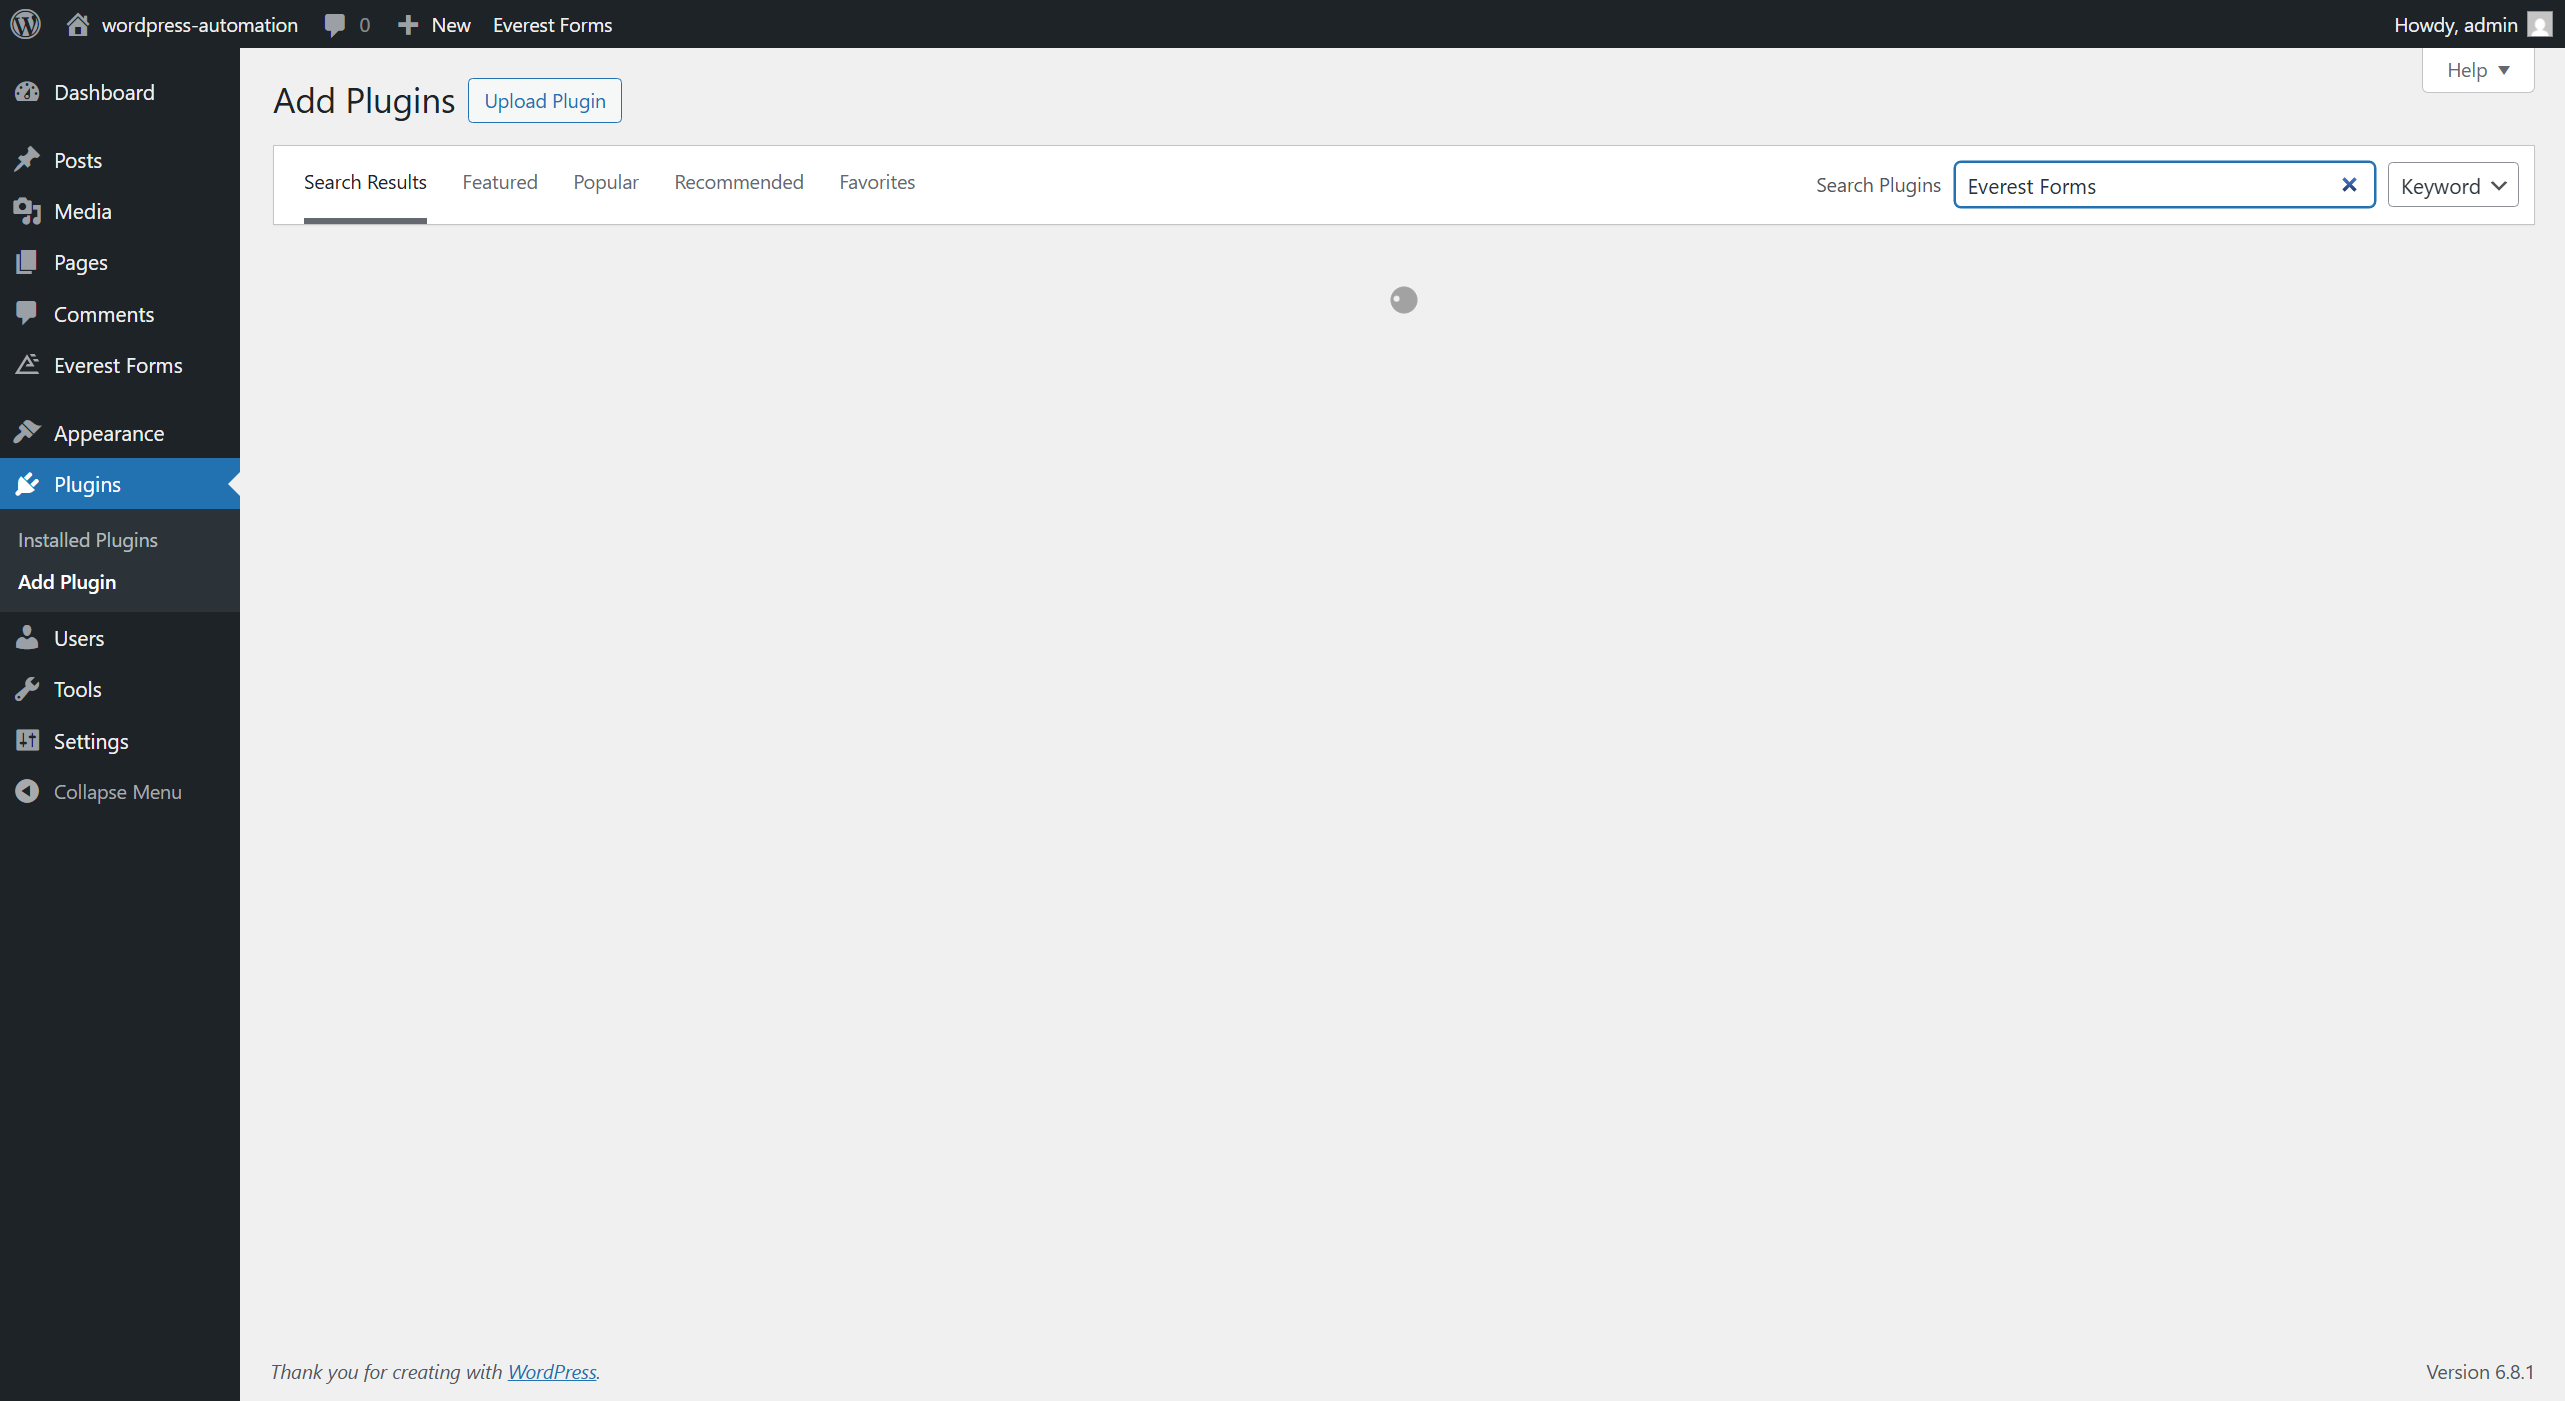 wordpress-automation
0
New
Everest Forms
Howdy, admin
Dashboard
Posts
Media
Pages
Comments
Everest Forms
Appearance
Plugins
Installed Plugins
Add Plugin
Users
Tools
Settings
Collapse Menu
Help
Add Plugins
Upload Plugin
Search Results
Featured
Popular
Recommended
Favorites
Search Plugins
Everest Forms
Keyword
Thank you for creating with WordPress.
Version 6.8.1